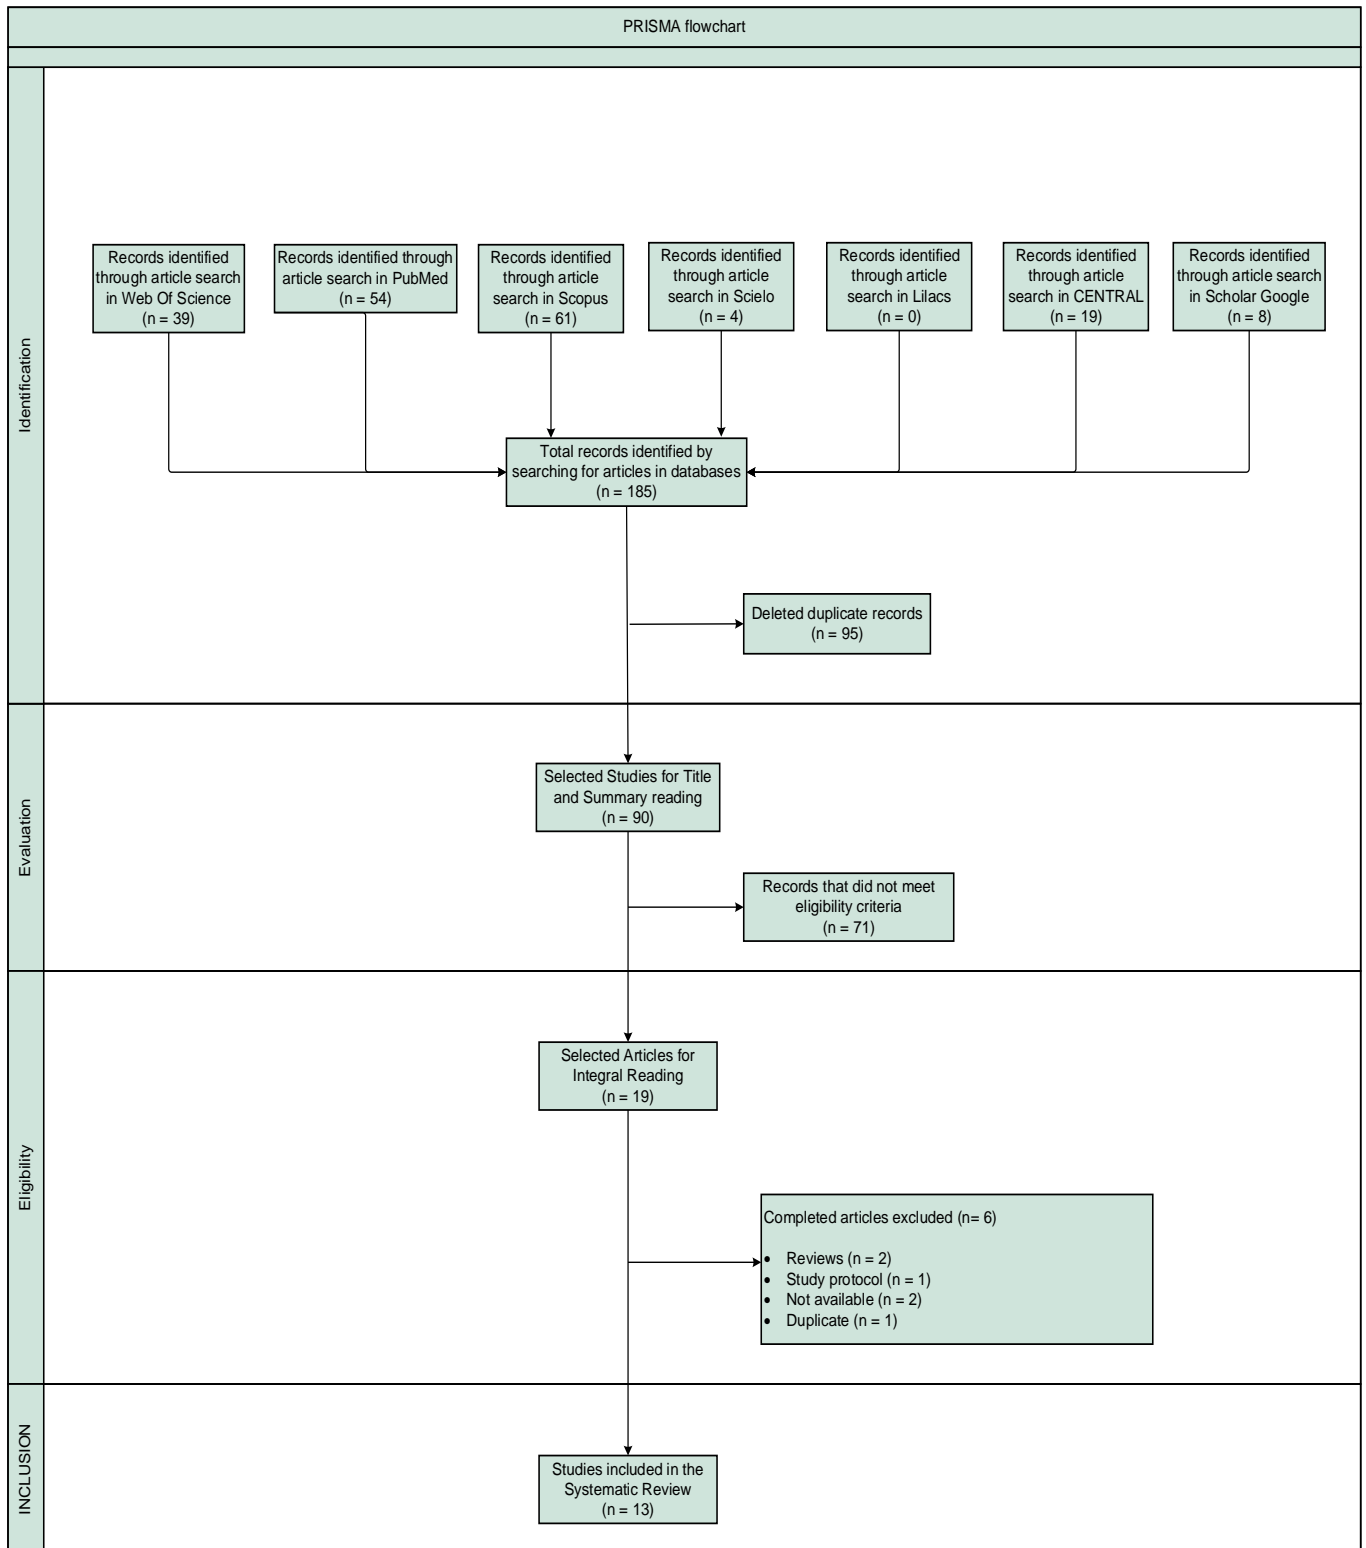 PRISMA flowchart
Identification
Records identified
through article search
in Web Of Science
(n = 39)
Records identified through
article search in PubMed
(n = 54)
Records identified
through article
search in Scopus
(n = 61)
Records identified
through article
search in Scielo
(n = 4)
Records identified
through article
search in Lilacs
(n = 0)
Records identified
through article
search in CENTRAL
(n = 19)
Records identified
through article search
in Scholar Google
(n = 8)
Total records identified by
searching for articles in databases
(n = 185)
Deleted duplicate records
(n = 95)
Evaluation
Selected Studies for Title
and Summary reading
(n = 90)
Records that did not meet
eligibility criteria
(n = 71)
Eligibility
Selected Articles for
Integral Reading
(n = 19)
Completed articles excluded (n= 6)
• Reviews (n = 2)
• Study protocol (n = 1)
• Not available (n = 2)
• Duplicate (n = 1)
INCLUSION
Studies included in the
Systematic Review
(n = 13)